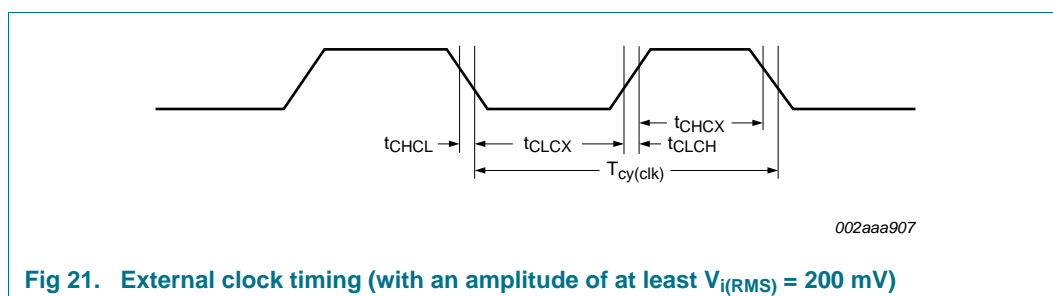 tCHCX
tCHCL
tCLCX
tCLCH
Tcy(clk)
002aaa907
Fig 21. External clock timing (with an amplitude of at least Vi(RMS) = 200 mV)